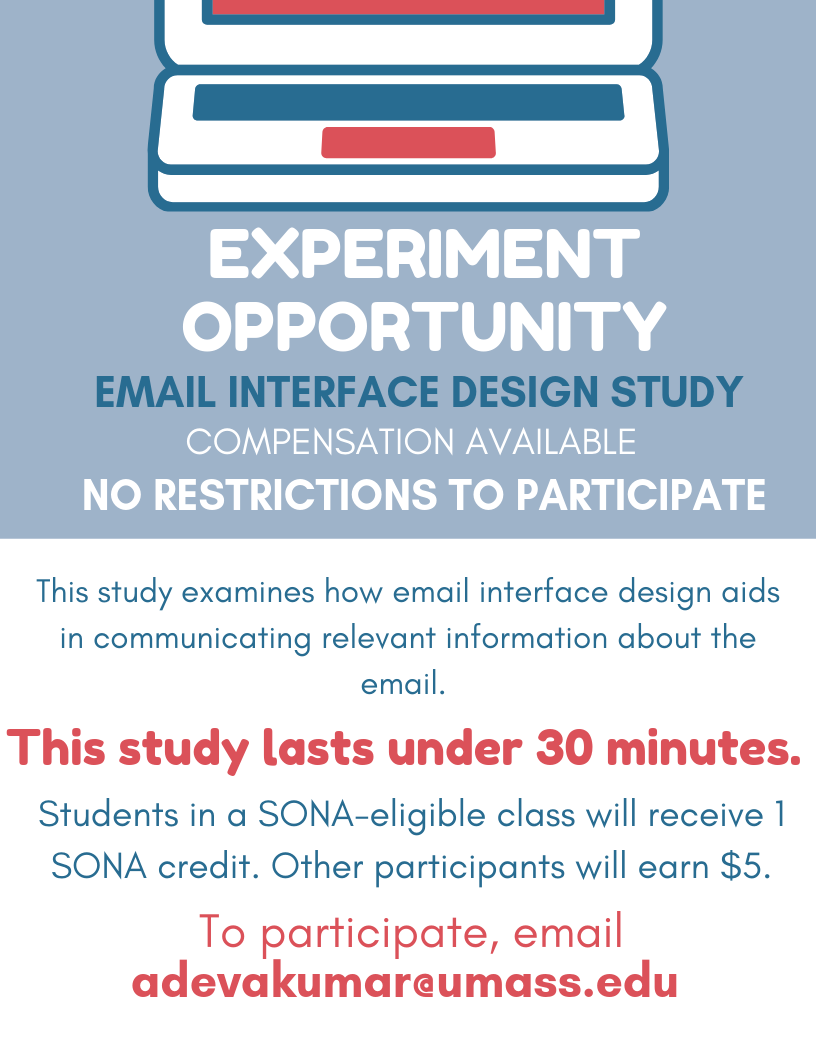 EXPERIMENT
OPPORTUNITY
EMAIL INTERFACE DESIGN STUDY
COMPENSATION AVAILABLE
NO RESTRICTIONS TO PARTICIPATE
This study examines how email interface design aids
in communicating relevant information about the
email.
This study lasts under 30 minutes.
Students in a SONA-eligible class will receive 1
SONA credit. Other participants will earn $5.
To participate, email
adevakumar@umass.edu